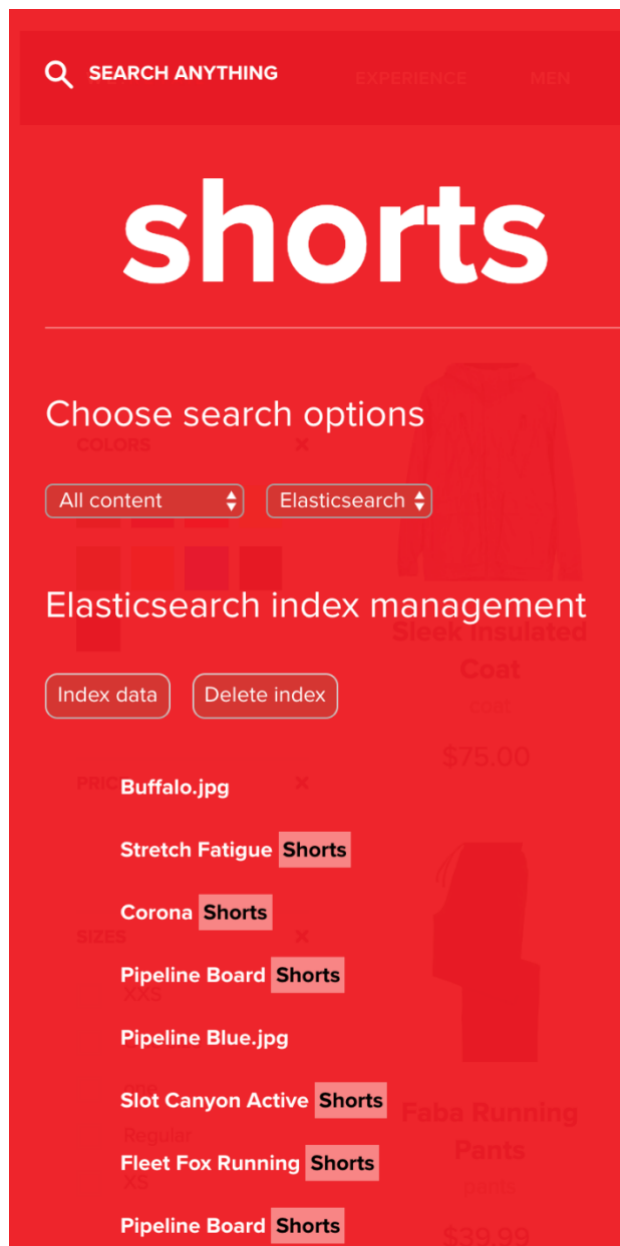 SEARCH ANYTHING
EXPERIENCE
MEN
shorts
Choose search options
COLORS
All content
Elasticsearch
Elasticsearch index management
Sleek Insulated
Coat
coat
Index data
Delete index
$75.00
Buffalo.jpg
Stretch Fatigue Shorts
Corona Shorts
SIZES
Pipeline Board Shorts
XXS
Pipeline Blue.jpg
one
Slot Canyon Active Shorts
Faba Running
Regular
Pants
Fleet Fox Running Shorts
XS
pants
Pipeline Board Shorts
$39.99